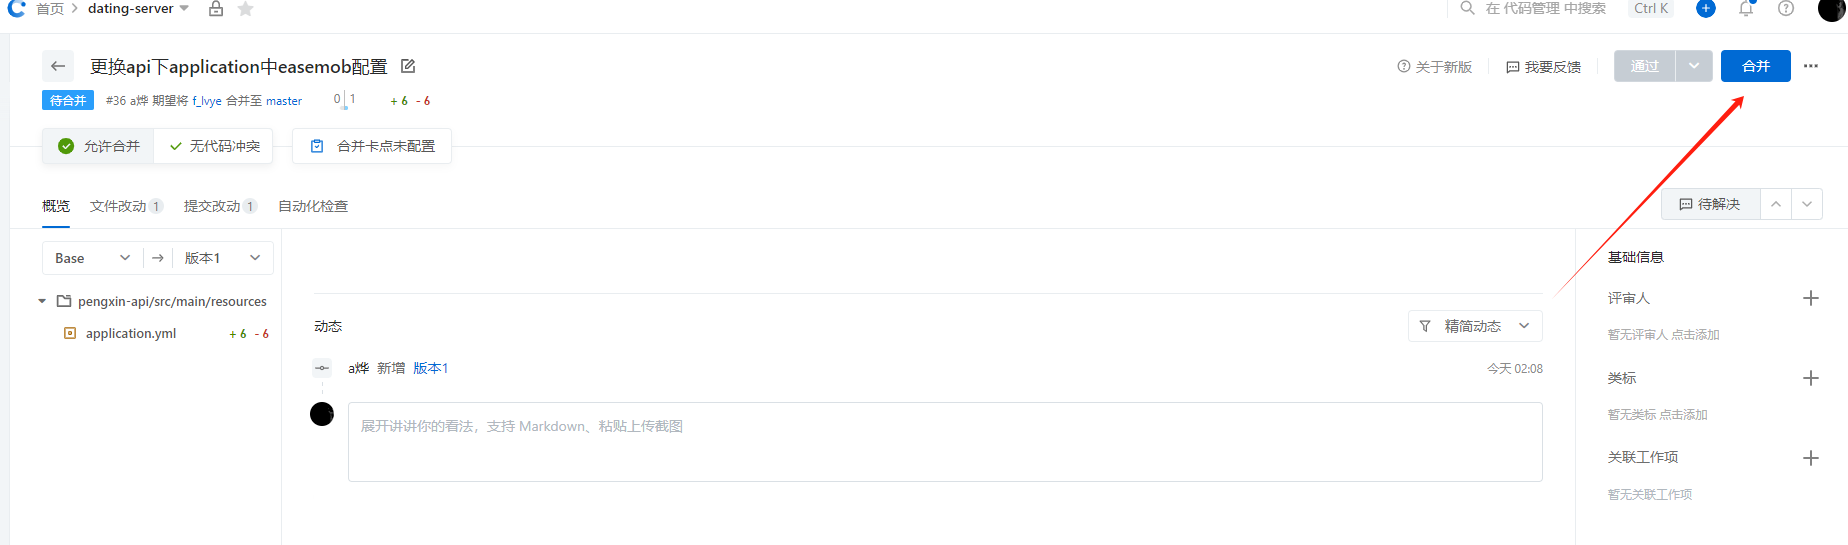 首页 dating-server 在 代码管理 中搜索 Ctrl K
更换api下application中easemob配置 关于新版 我要反馈 通过 合并
待合并 #36 a烨 期望将 f_lvye 合并至 master 0 1 + 6 - 6
允许合并 无代码冲突 合并卡点未配置
概览 文件改动 1 提交改动 1 自动化检查 待解决
Base 版本1
pengxin-api/src/main/resources
application.yml + 6 - 6
动态 精简动态
a烨 新增 版本1 今天 02:08
展开讲讲你的看法，支持 Markdown、粘贴上传截图
基础信息
评审人
暂无评审人 点击添加
类标
暂无类标 点击添加
关联工作项
暂无关联工作项